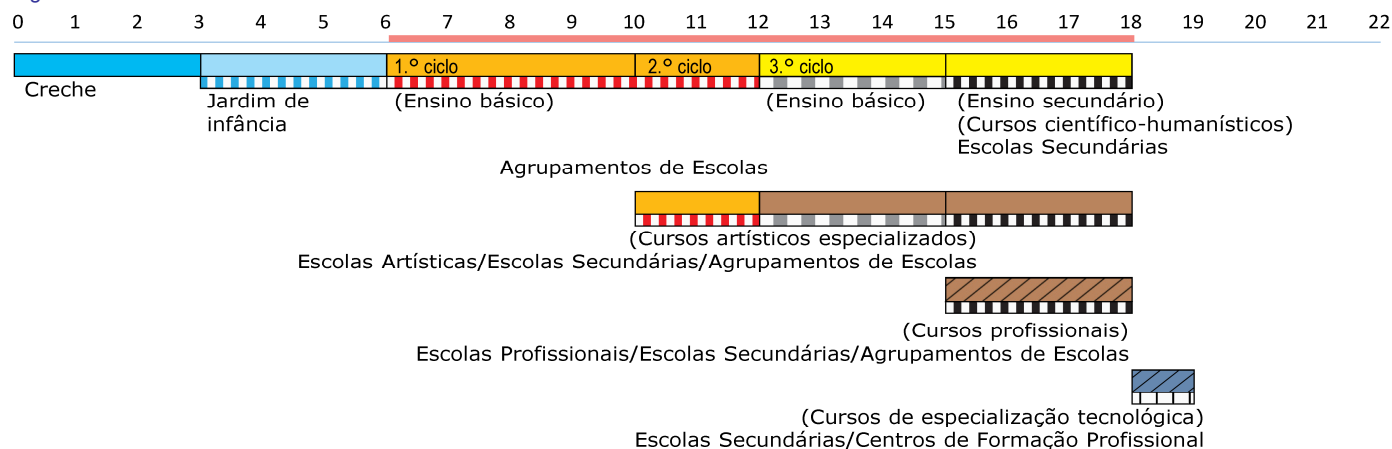 0 1 2 3 4 5 6 7 8 9 10 11 12 13 14 15 16 17 18 19 20 21 22
1.º ciclo 2.º ciclo 3.º ciclo
Creche
Jardim de
infância
(Ensino básico)
(Ensino básico)
(Ensino secundário)
(Cursos científico-humanísticos)
Escolas Secundárias
Agrupamentos de Escolas
(Cursos artísticos especializados)
Escolas Artísticas/Escolas Secundárias/Agrupamentos de Escolas
(Cursos profissionais)
Escolas Profissionais/Escolas Secundárias/Agrupamentos de Escolas
(Cursos de especialização tecnológica)
Escolas Secundárias/Centros de Formação Profissional